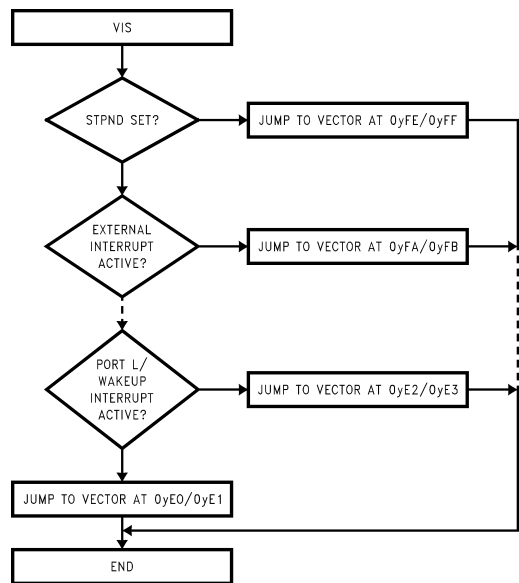 VIS
STPND SET?
JUMP TO VECTOR AT 0yFE/0yFF
EXTERNAL
INTERRUPT
ACTIVE?
JUMP TO VECTOR AT 0yFA/0yFB
PORT L/
WAKEUP
INTERRUPT
ACTIVE?
JUMP TO VECTOR AT 0yE2/0yE3
JUMP TO VECTOR AT 0yE0/0yE1
END